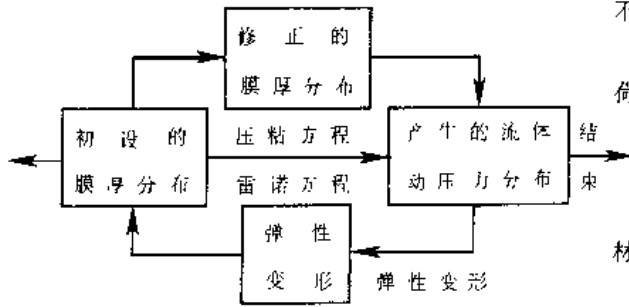 修正的
膜厚分布
初设的
膜厚分布
压粘方程
雷诺方程
产生的流体
动压力分布
结
束
弹性
变形
弹性变形
不
材